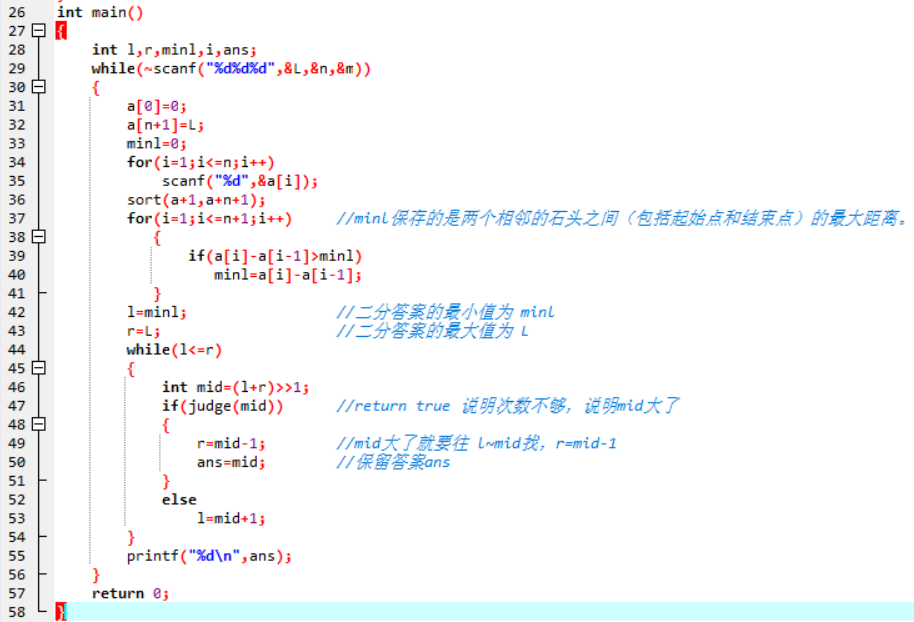 26 int main()
27 {
28 int l,r,minl,i,ans;
29 while(~scanf("%d%d%d",&L,&n,&m))
30 {
31 a[0]=0;
32 a[n+1]=L;
33 minl=0;
34 for(i=1;i<=n;i++)
35 scanf("%d",&a[i]);
36 sort(a+1,a+n+1);
37 for(i=1;i<=n+1;i++) //minl保存的是两个相邻的石头之间（包括起始点和结束点）的最大距离。
38 {
39 if(a[i]-a[i-1]>minl)
40 minl=a[i]-a[i-1];
41 }
42 l=minl; //二分答案的最小值为 minl
43 r=L; //二分答案的最大值为 L
44 while(l<=r)
45 {
46 int mid=(l+r)>>1;
47 if(judge(mid)) //return true 说明次数不够，说明mid大了
48 {
49 r=mid-1; //mid大了就要往 l~mid找，r=mid-1
50 ans=mid; //保留答案ans
51 }
52 else
53 l=mid+1;
54 }
55 printf("%d\n",ans);
56 }
57 return 0;
58 }